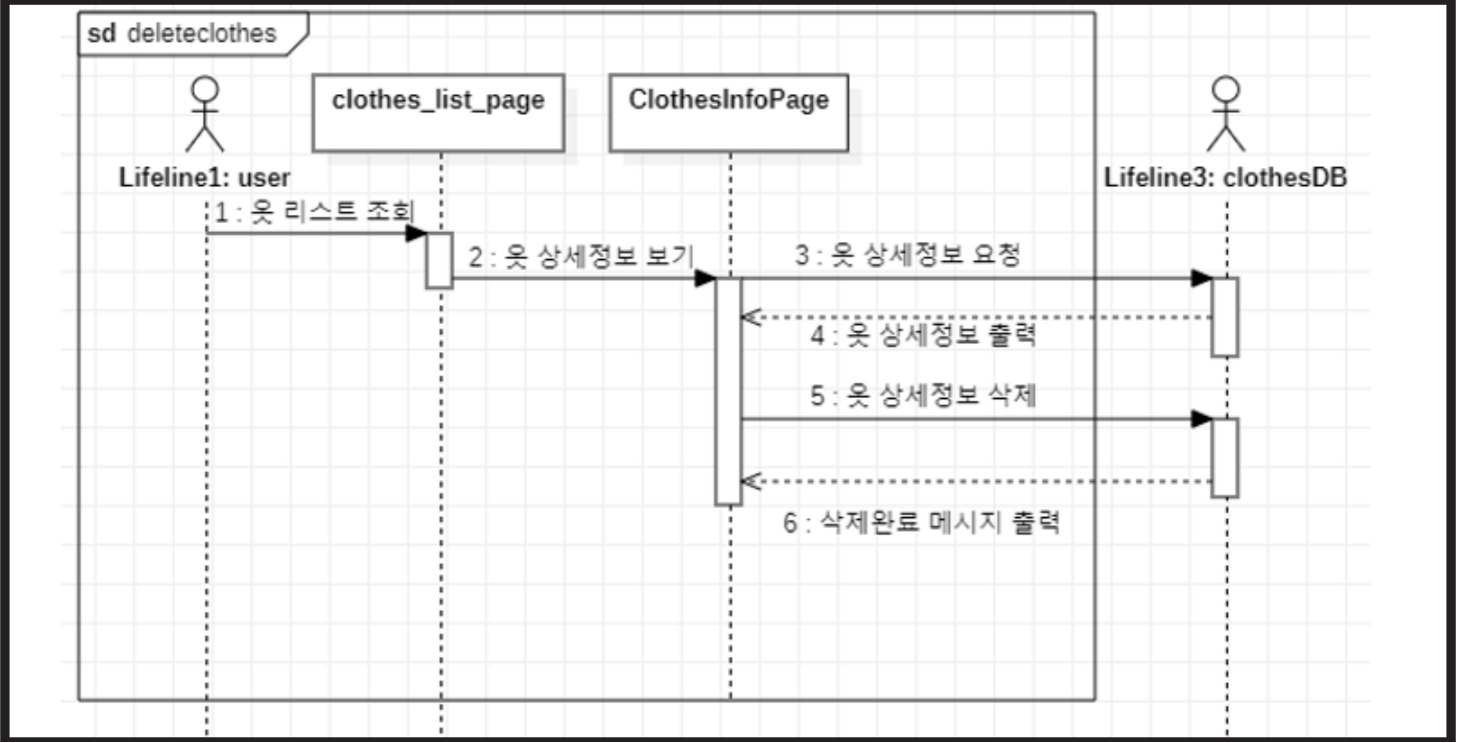 sd deleteclothes
clothes_list_page
ClothesInfoPage
Lifeline1: user
Lifeline3: clothesDB
1 : 옷 리스트 조회
2 : 옷 상세정보 보기
3 : 옷 상세정보 요청
4 : 옷 상세정보 출력
5 : 옷 상세정보 삭제
6 : 삭제완료 메시지 출력